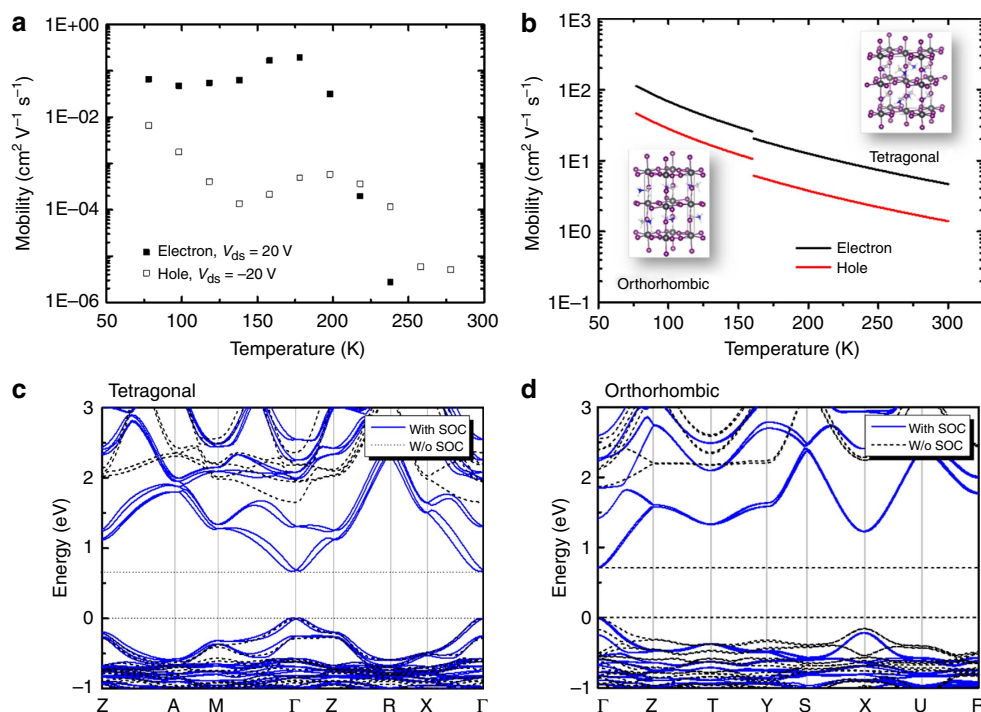 a
1E+00
1E–02
1E–04
1E–06
Mobility (cm² V⁻¹ s⁻¹)
Electron, Vds = 20 V
Hole, Vds = –20 V
50 100 150 200 250 300
Temperature (K)
b
1E3
1E2
1E1
1E0
1E–1
Mobility (cm² V⁻¹ s⁻¹)
Tetragonal
Orthorhombic
Electron
Hole
50 100 150 200 250 300 350
Temperature (K)
c
Tetragonal
3
2
1
0
–1
Energy (eV)
With SOC
W/o SOC
Z A M Γ Z R X Γ
d
Orthorhombic
3
2
1
0
–1
Energy (eV)
With SOC
W/o SOC
Γ Z T Y S X U R